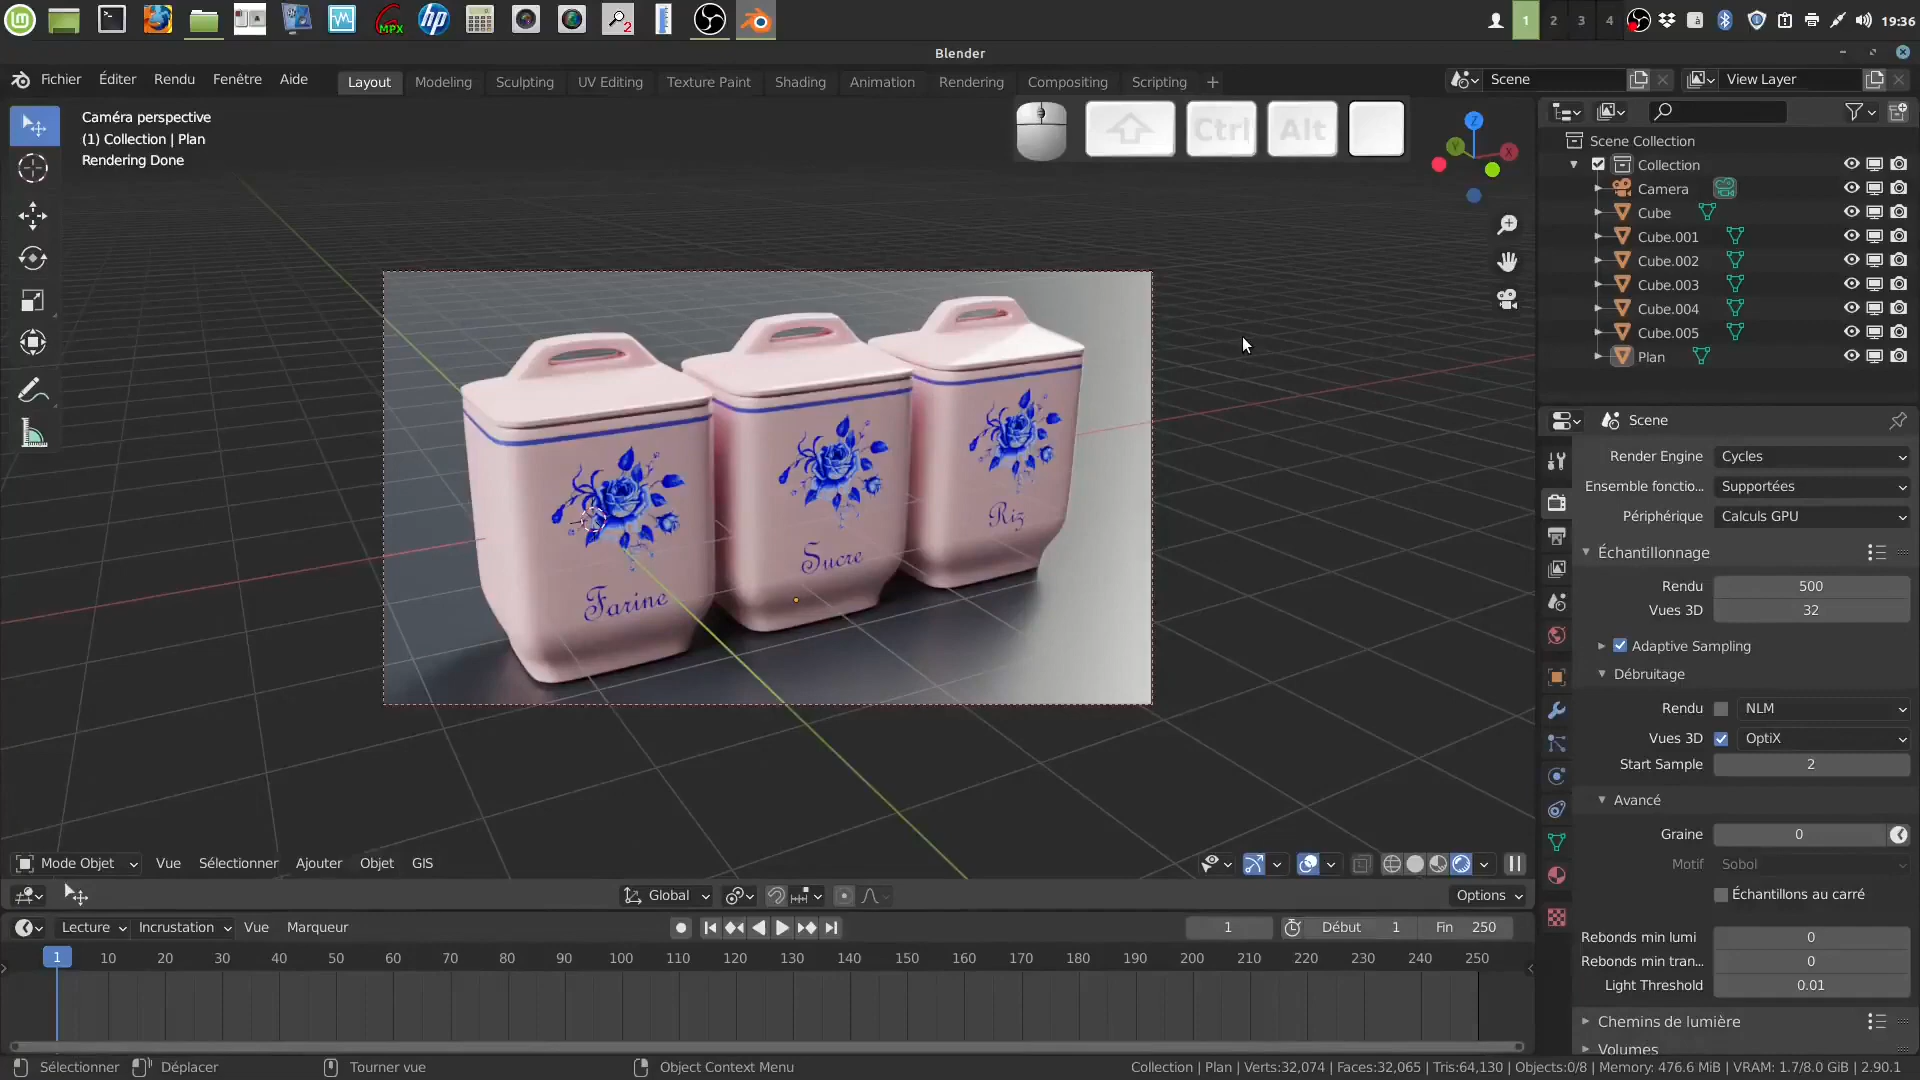 MPX
hp
2
1
2
3
4
à
19:36
Blender
Fichier Éditer Rendu Fenêtre Aide
Layout Modeling Sculpting UV Editing Texture Paint Shading Animation Rendering Compositing Scripting +
Scene
View Layer
Caméra perspective
(1) Collection | Plan
Rendering Done
Ctrl Alt
Z
Y
X
Scene Collection
Collection
Camera
Cube
Cube.001
Cube.002
Cube.003
Cube.004
Cube.005
Plan
Farine
Sucre
Riz
Scene
Render Engine Cycles
Ensemble fonctio... Supportées
Périphérique Calculs GPU
Échantillonnage
Rendu 500
Vues 3D 32
Adaptive Sampling
Débruitage
Rendu NLM
Vues 3D OptiX
Start Sample 2
Avancé
Graine 0
Motif Sobol
Échantillons au carré
Rebonds min lumi 0
Rebonds min tran... 0
Light Threshold 0.01
Chemins de lumière
Volumes
Mode Objet Vue Sélectionner Ajouter Objet GIS
Global
Options
Lecture Incrustation Vue Marqueur
1
Début 1
Fin 250
1 10 20 30 40 50 60 70 80 90 100 110 120 130 140 150 160 170 180 190 200 210 220 230 240 250
Sélectionner Déplacer Tourner vue Object Context Menu
Collection | Plan | Verts:32,074 | Faces:32,065 | Tris:64,130 | Objects:0/8 | Memory: 476.6 MiB | VRAM: 1.7/8.0 GiB | 2.90.1